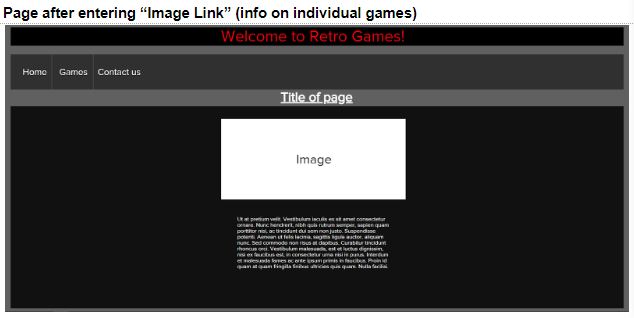 Page after entering “Image Link” (info on individual games)
Welcome to Retro Games!
Home Games Contact us
Title of page
Image
Ut at pretium velit. Vestibulum iaculis ex sit amet consectetur
ornare. Nunc hendrerit, nibh quis rutrum semper, sapien quam
porttitor nisl, ac tincidunt dui sem non justo. Suspendisse
potenti. Aenean ut felis lacinia, sagittis ligula auctor, aliquam
nunc. Sed commodo non risus at dapibus. Curabitur tincidunt
rhoncus orci. Vestibulum malesuada, est et luctus dignissim,
nisi ex faucibus est, in consectetur urna nisi in purus. Interdum
et malesuada fames ac ante ipsum primis in faucibus. Proin id
quam at quam fringilla finibus ultricies quis quam. Nulla facilisi.